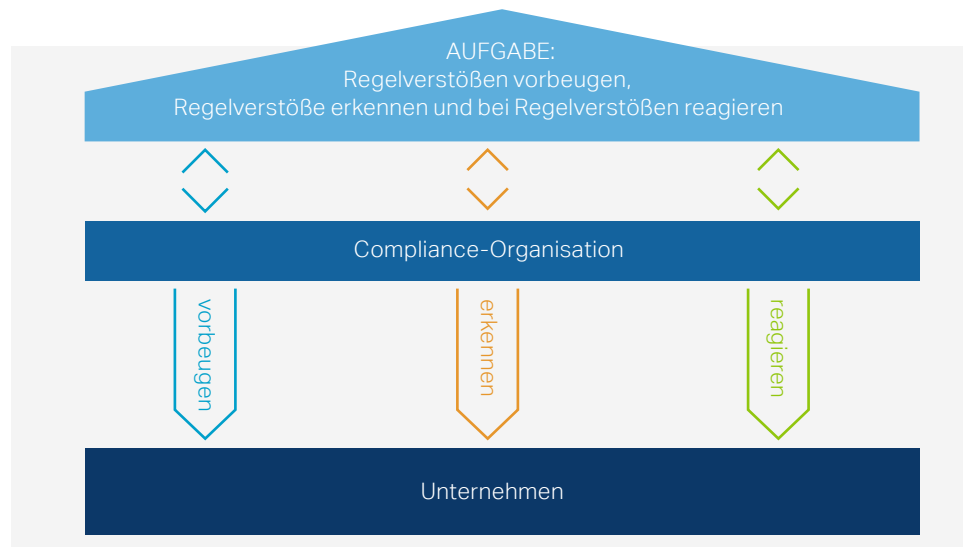 AUFGABE:
Regelverstößen vorbeugen,
Regelverstöße erkennen und bei Regelverstößen reagieren
Compliance-Organisation
vorbeugen
erkennen
reagieren
Unternehmen